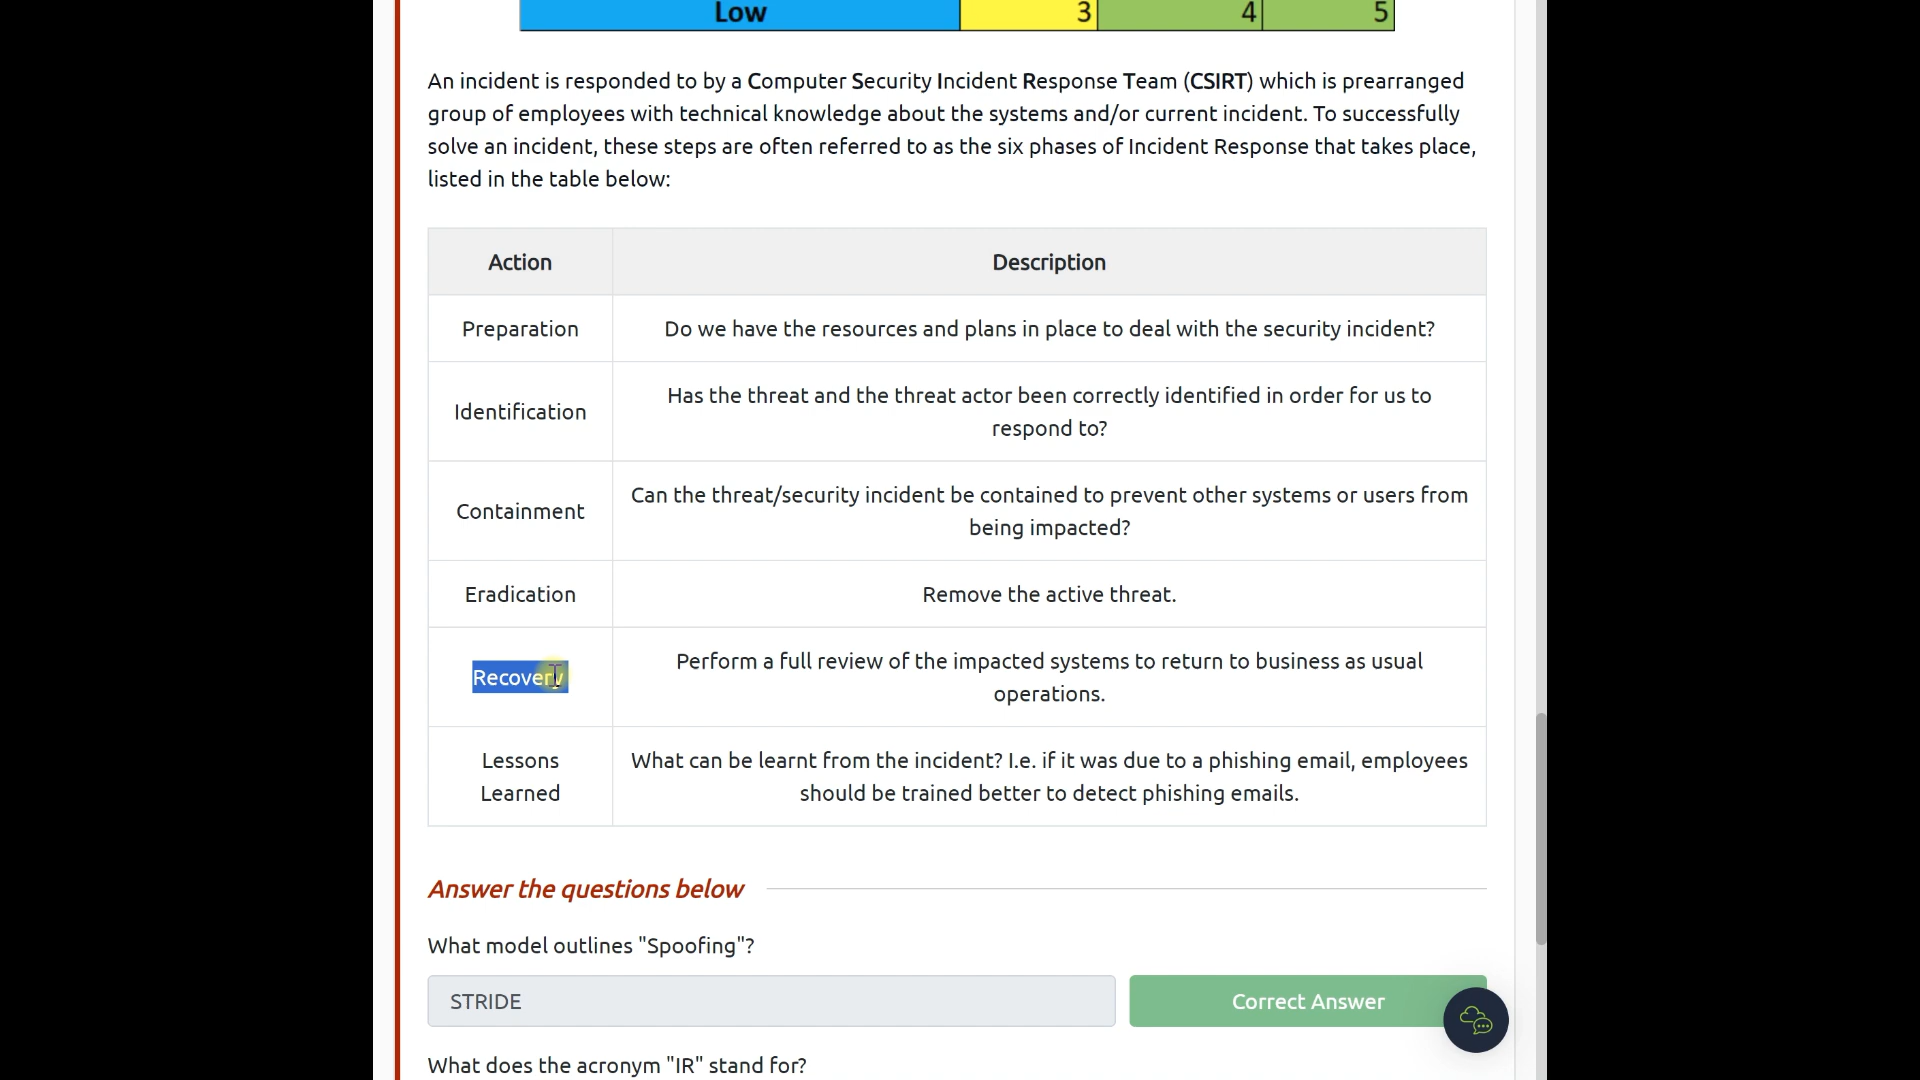 Low 3 4 5
An incident is responded to by a Computer Security Incident Response Team (CSIRT) which is prearranged
group of employees with technical knowledge about the systems and/or current incident. To successfully
solve an incident, these steps are often referred to as the six phases of Incident Response that takes place,
listed in the table below:
Action Description
Preparation Do we have the resources and plans in place to deal with the security incident?
Identification Has the threat and the threat actor been correctly identified in order for us to
respond to?
Containment Can the threat/security incident be contained to prevent other systems or users from
being impacted?
Eradication Remove the active threat.
Recovery Perform a full review of the impacted systems to return to business as usual
operations.
Lessons
Learned
What can be learnt from the incident? I.e. if it was due to a phishing email, employees
should be trained better to detect phishing emails.
Answer the questions below
What model outlines "Spoofing"?
STRIDE Correct Answer
What does the acronym "IR" stand for?